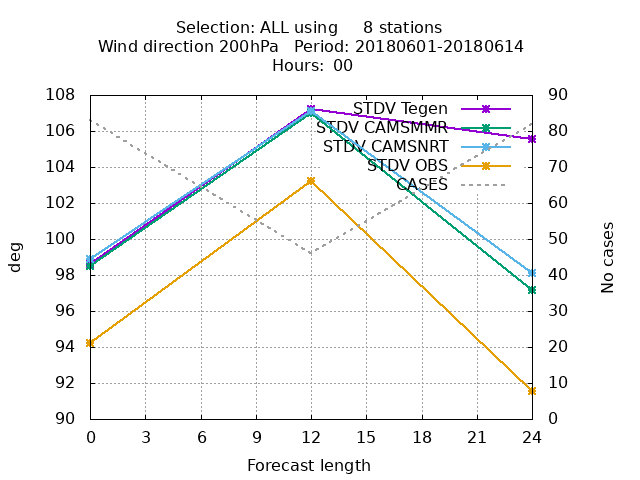 Selection: ALL using     8 stations
Wind direction 200hPa   Period: 20180601-20180614
Hours:  00
108
106
104
102
100
98
96
94
92
90
90
80
70
60
50
40
30
20
10
0
STDV Tegen
STDV CAMSMMR
STDV CAMSNRT
STDV OBS
CASES
deg
No cases
0 3 6 9 12 15 18 21 24
Forecast length